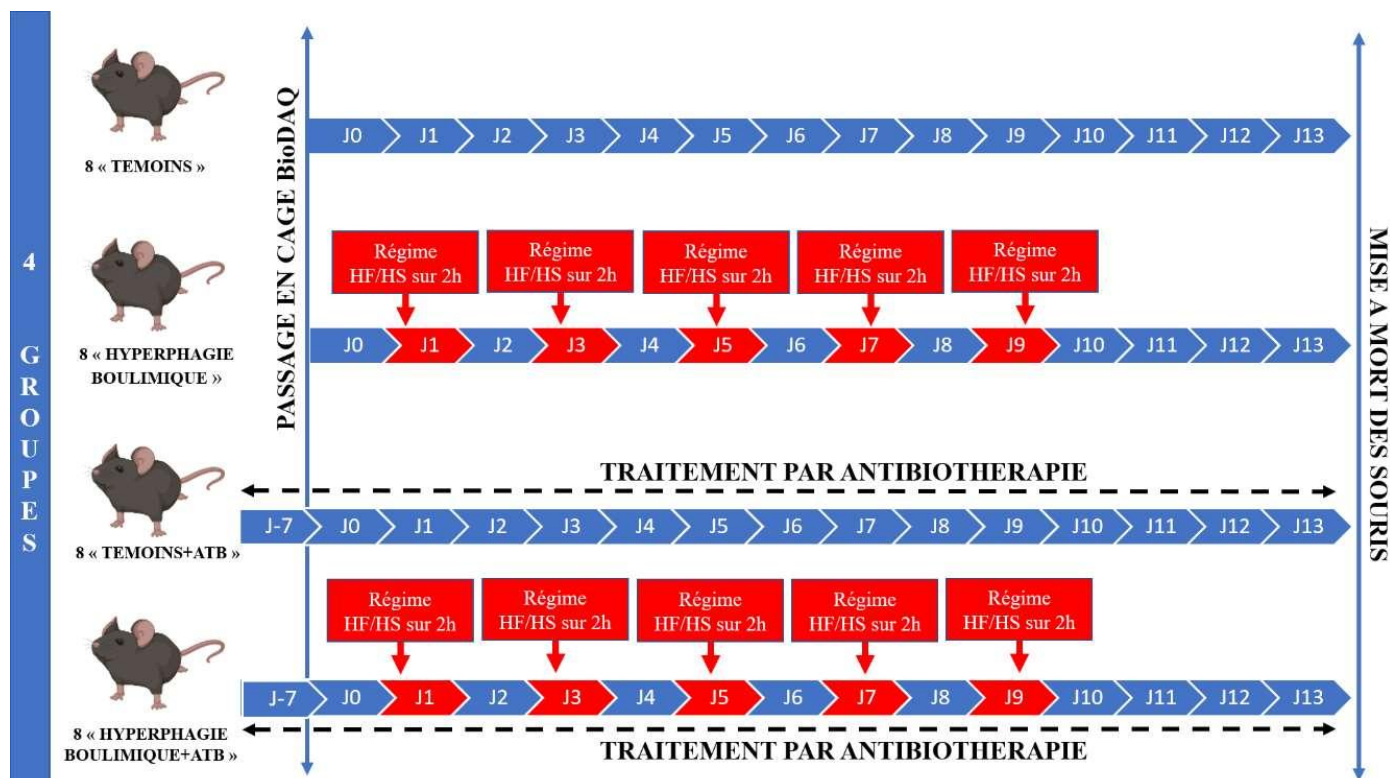 4
GROUPES
PASSAGE EN CAGE BioDAQ
MISE A MORT DES SOURIS
8 « TEMOINS »
J0 J1 J2 J3 J4 J5 J6 J7 J8 J9 J10 J11 J12 J13
8 « HYPERPHAGIE
BOULIMIQUE »
Régime
HF/HS sur 2h
Régime
HF/HS sur 2h
Régime
HF/HS sur 2h
Régime
HF/HS sur 2h
Régime
HF/HS sur 2h
J0 J1 J2 J3 J4 J5 J6 J7 J8 J9 J10 J11 J12 J13
TRAITEMENT PAR ANTIBIOTHERAPIE
8 « TEMOINS+ATB »
J-7 J0 J1 J2 J3 J4 J5 J6 J7 J8 J9 J10 J11 J12 J13
Régime
HF/HS sur 2h
Régime
HF/HS sur 2h
Régime
HF/HS sur 2h
Régime
HF/HS sur 2h
Régime
HF/HS sur 2h
J-7 J0 J1 J2 J3 J4 J5 J6 J7 J8 J9 J10 J11 J12 J13
8 « HYPERPHAGIE
BOULIMIQUE+ATB »
TRAITEMENT PAR ANTIBIOTHERAPIE